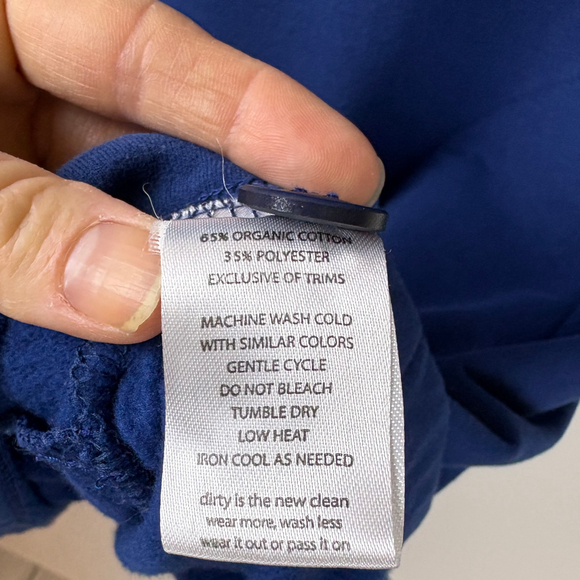 65% ORGANIC COTTON
35% POLYESTER
EXCLUSIVE OF TRIMS
MACHINE WASH COLD
WITH SIMILAR COLORS
GENTLE CYCLE
DO NOT BLEACH
TUMBLE DRY
LOW HEAT
IRON COOL AS NEEDED
dirty is the new clean
wear more, wash less
wear it out or pass it on